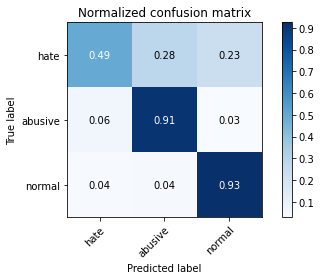 Normalized confusion matrix
True label
hate
abusive
normal
0.49 0.28 0.23
0.06 0.91 0.03
0.04 0.04 0.93
hate
abusive
normal
Predicted label
0.9
0.8
0.7
0.6
0.5
0.4
0.3
0.2
0.1